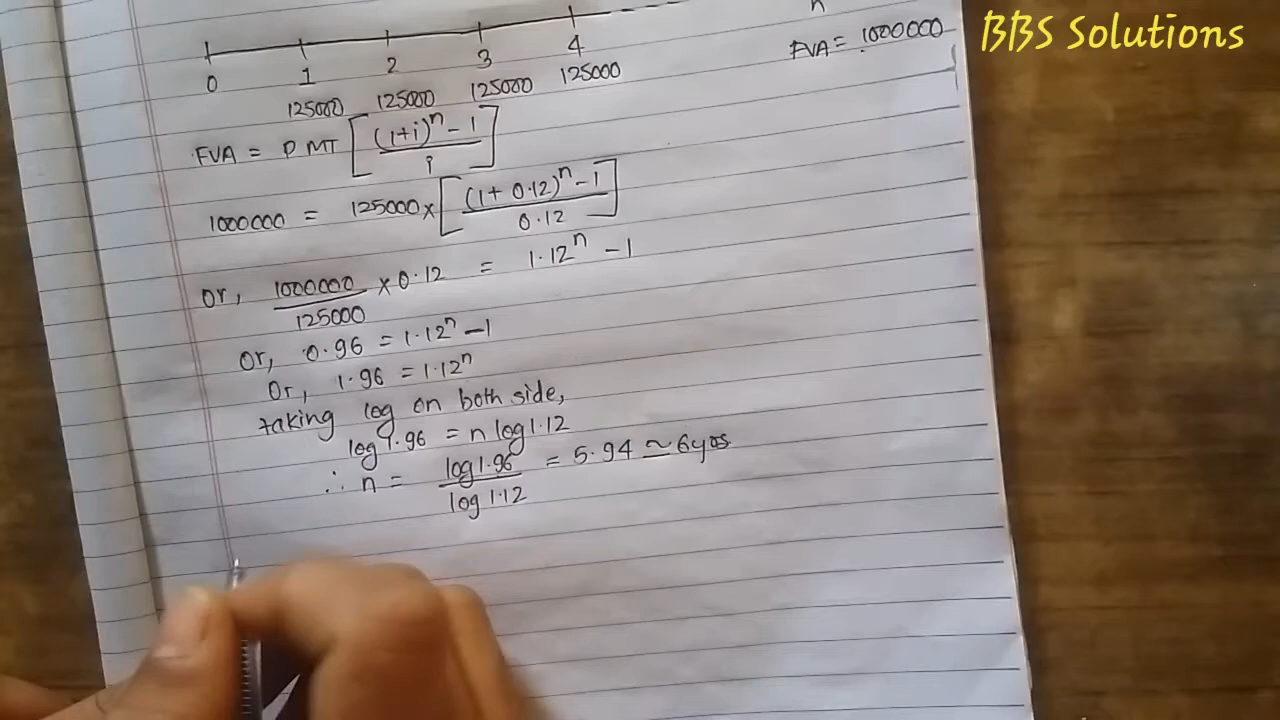 BBS Solutions
n
FVA = 1000000
0 1 2 3 4
125000 125000 125000 125000
FVA = PMT [ (1+i)^n - 1 / i ]
1000000 = 125000 × [ (1 + 0.12)^n - 1 / 0.12 ]
Or, 1000000 / 125000 × 0.12 = 1.12^n - 1
Or, 0.96 = 1.12^n - 1
Or, 1.96 = 1.12^n
taking log on both side,
log 1.96 = n log 1.12
∴ n = log 1.96 / log 1.12 = 5.94 ≃ 6 yrs